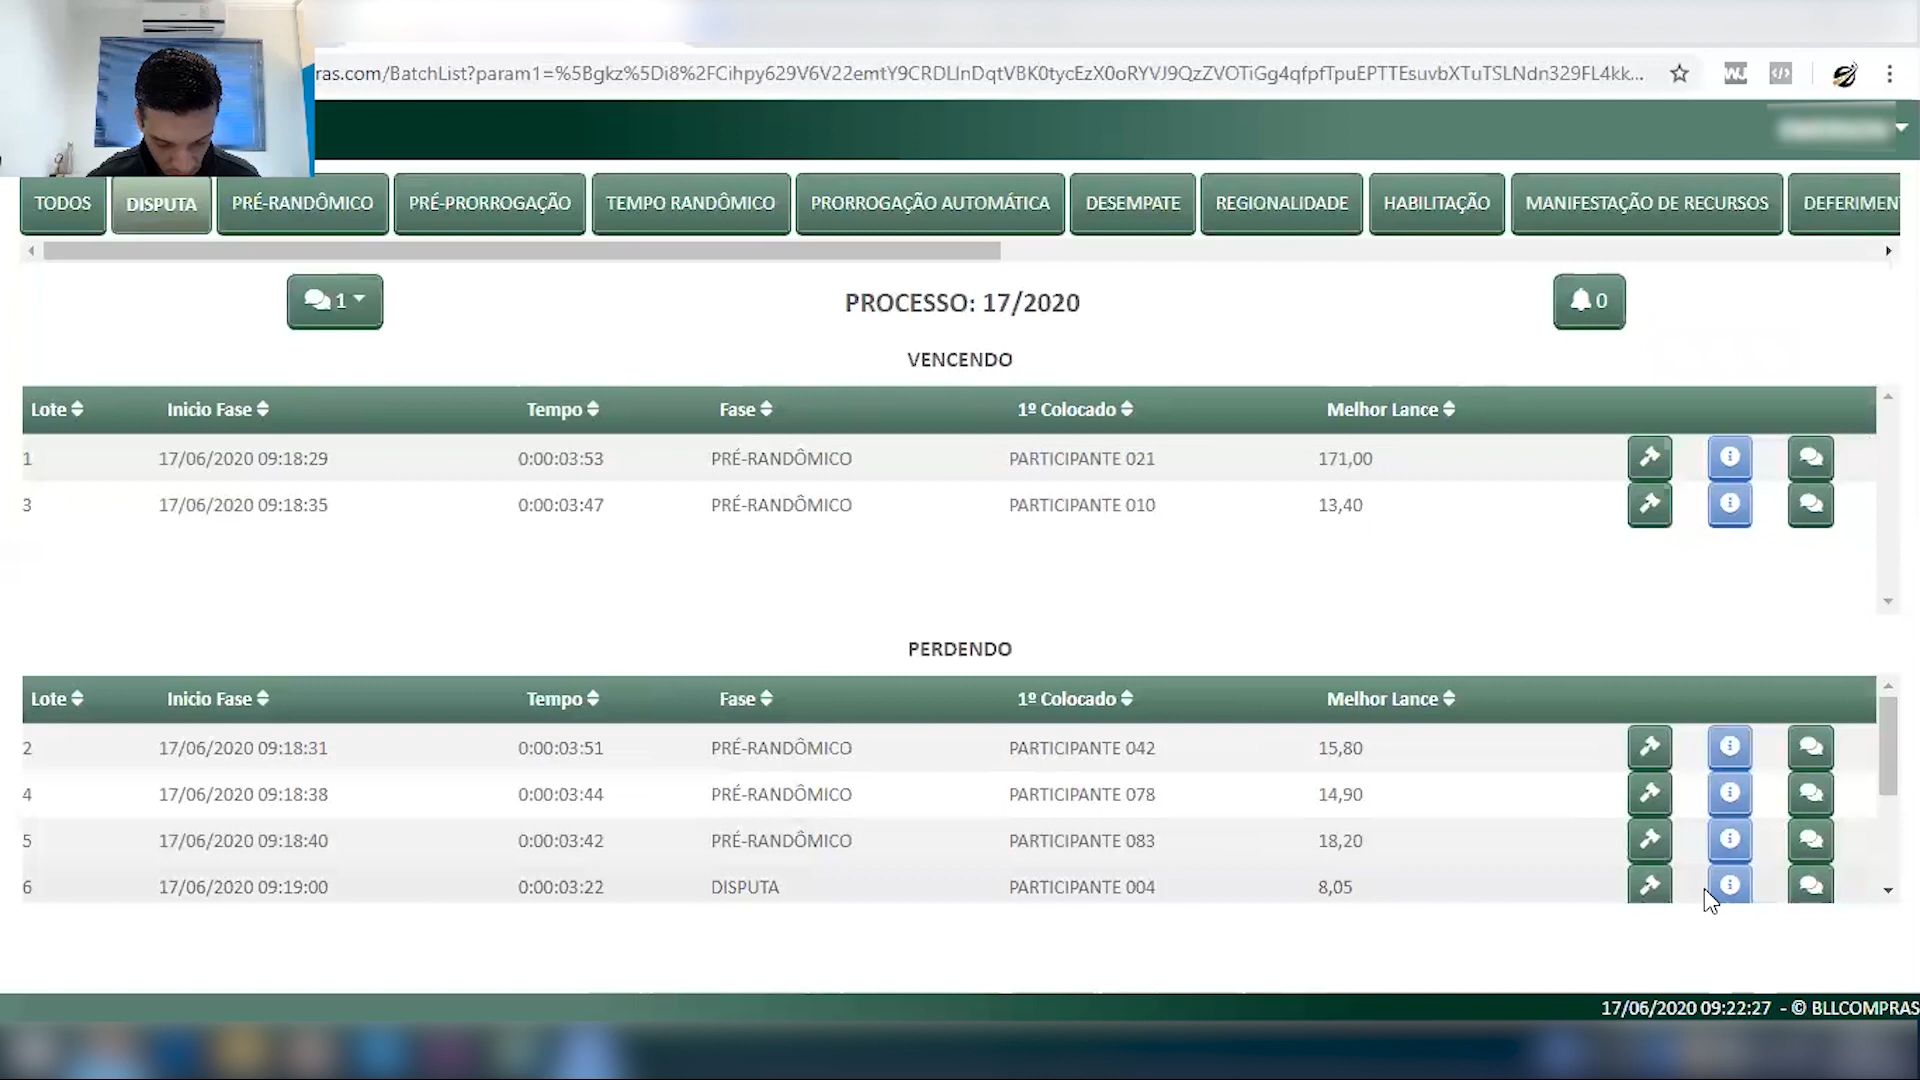 ras.com/BatchList?param1=%5Bgkz%5Di8%2FCihpy629V6V22emtY9CRDLInDqtVBK0tycEzX0oRYVJ9QzZVOTiGg4qfpfTpuEPTTEsuvbXTuTSLNdn329FL4kk...
TODOS DISPUTA PRÉ-RANDÔMICO PRÉ-PRORROGAÇÃO TEMPO RANDÔMICO PRORROGAÇÃO AUTOMÁTICA DESEMPATE REGIONALIDADE HABILITAÇÃO MANIFESTAÇÃO DE RECURSOS DEFERIMEN
1 PROCESSO: 17/2020 0
VENCENDO
Lote Inicio Fase Tempo Fase 1º Colocado Melhor Lance
1 17/06/2020 09:18:29 0:00:03:53 PRÉ-RANDÔMICO PARTICIPANTE 021 171,00
3 17/06/2020 09:18:35 0:00:03:47 PRÉ-RANDÔMICO PARTICIPANTE 010 13,40
PERDENDO
Lote Inicio Fase Tempo Fase 1º Colocado Melhor Lance
2 17/06/2020 09:18:31 0:00:03:51 PRÉ-RANDÔMICO PARTICIPANTE 042 15,80
4 17/06/2020 09:18:38 0:00:03:44 PRÉ-RANDÔMICO PARTICIPANTE 078 14,90
5 17/06/2020 09:18:40 0:00:03:42 PRÉ-RANDÔMICO PARTICIPANTE 083 18,20
6 17/06/2020 09:19:00 0:00:03:22 DISPUTA PARTICIPANTE 004 8,05
17/06/2020 09:22:27 - © BLLCOMPRAS